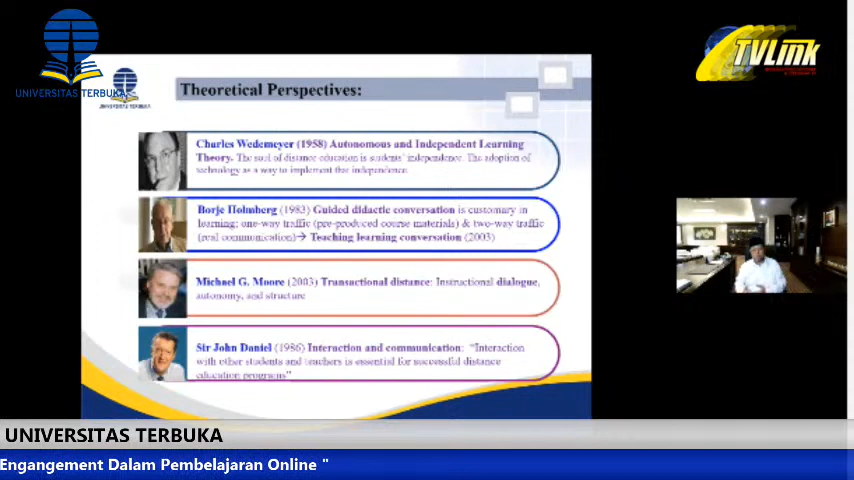 UNIVERSITAS TERBUKA
TVLink
Theoretical Perspectives:
Charles Wedemeyer (1958) Autonomous and Independent Learning
Theory. The soul of distance education is students' independence. The adoption of
technology as a way to implement that independence.
Borje Holmberg (1983) Guided didactic conversation is customary in
learning; one-way traffic (pre-produced course materials) & two-way traffic
(real communication)→ Teaching learning conversation (2003)
Michael G. Moore (2003) Transactional distance: Instructional dialogue,
autonomy, and structure
Sir John Daniel (1986) Interaction and communication: "Interaction
with other students and teachers is essential for successful distance
education programs"
UNIVERSITAS TERBUKA
Engangement Dalam Pembelajaran Online "